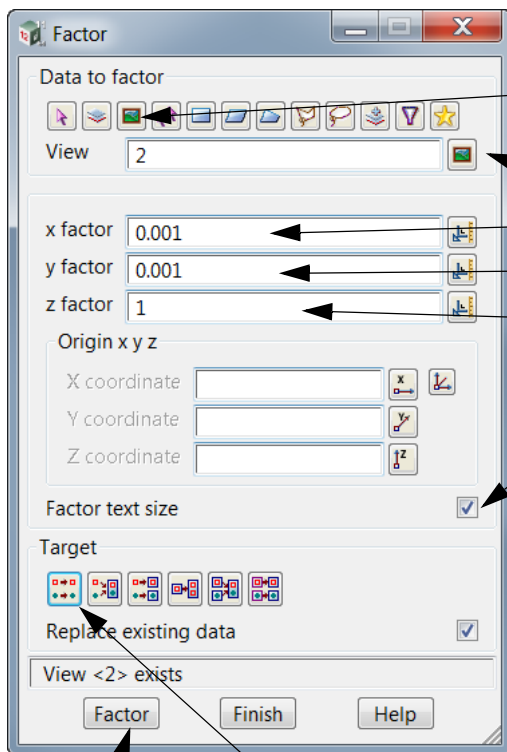 Factor
Data to factor
View 2
x factor 0.001
y factor 0.001
z factor 1
Origin x y z
X coordinate
Y coordinate
Z coordinate
Factor text size
Target
Replace existing data
View <2> exists
Factor Finish Help